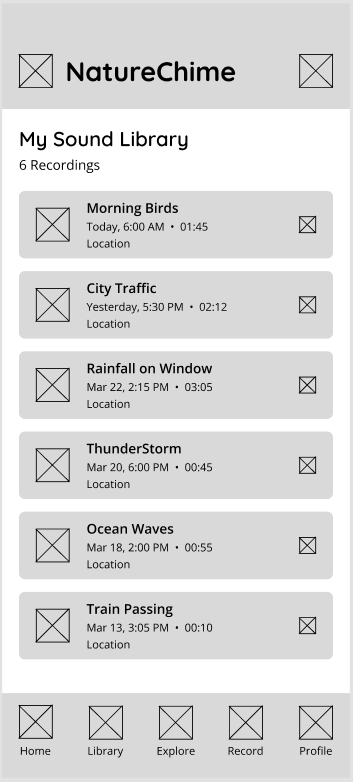 NatureChime
My Sound Library
6 Recordings
Morning Birds
Today, 6:00 AM • 01:45
Location
City Traffic
Yesterday, 5:30 PM • 02:12
Location
Rainfall on Window
Mar 22, 2:15 PM • 03:05
Location
ThunderStorm
Mar 20, 6:00 PM • 00:45
Location
Ocean Waves
Mar 18, 2:00 PM • 00:55
Location
Train Passing
Mar 13, 3:05 PM • 00:10
Location
Home Library Explore Record Profile